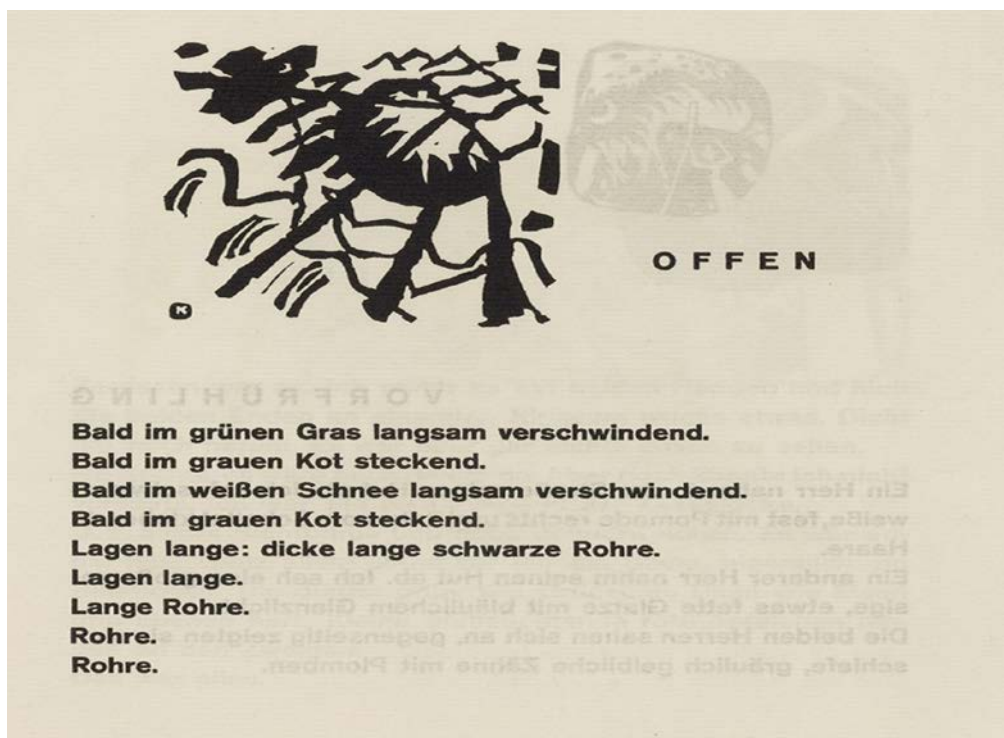 OFFEN
Bald im grünen Gras langsam verschwindend.
Bald im grauen Kot steckend.
Bald im weißen Schnee langsam verschwindend.
Bald im grauen Kot steckend.
Lagen lange: dicke lange schwarze Rohre.
Lagen lange.
Lange Rohre.
Rohre.
Rohre.